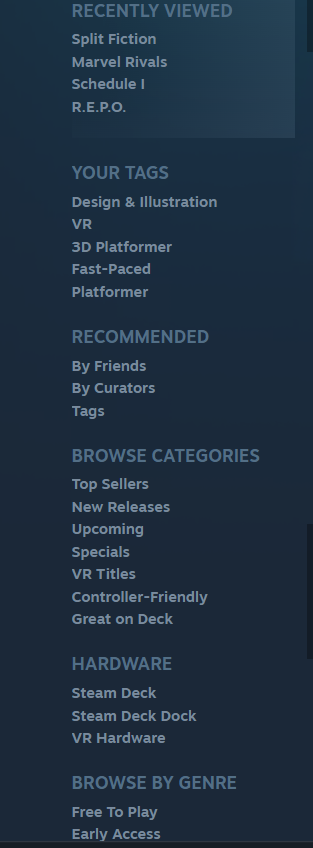 RECENTLY VIEWED
Split Fiction
Marvel Rivals
Schedule I
R.E.P.O.
YOUR TAGS
Design & Illustration
VR
3D Platformer
Fast-Paced
Platformer
RECOMMENDED
By Friends
By Curators
Tags
BROWSE CATEGORIES
Top Sellers
New Releases
Upcoming
Specials
VR Titles
Controller-Friendly
Great on Deck
HARDWARE
Steam Deck
Steam Deck Dock
VR Hardware
BROWSE BY GENRE
Free To Play
Early Access